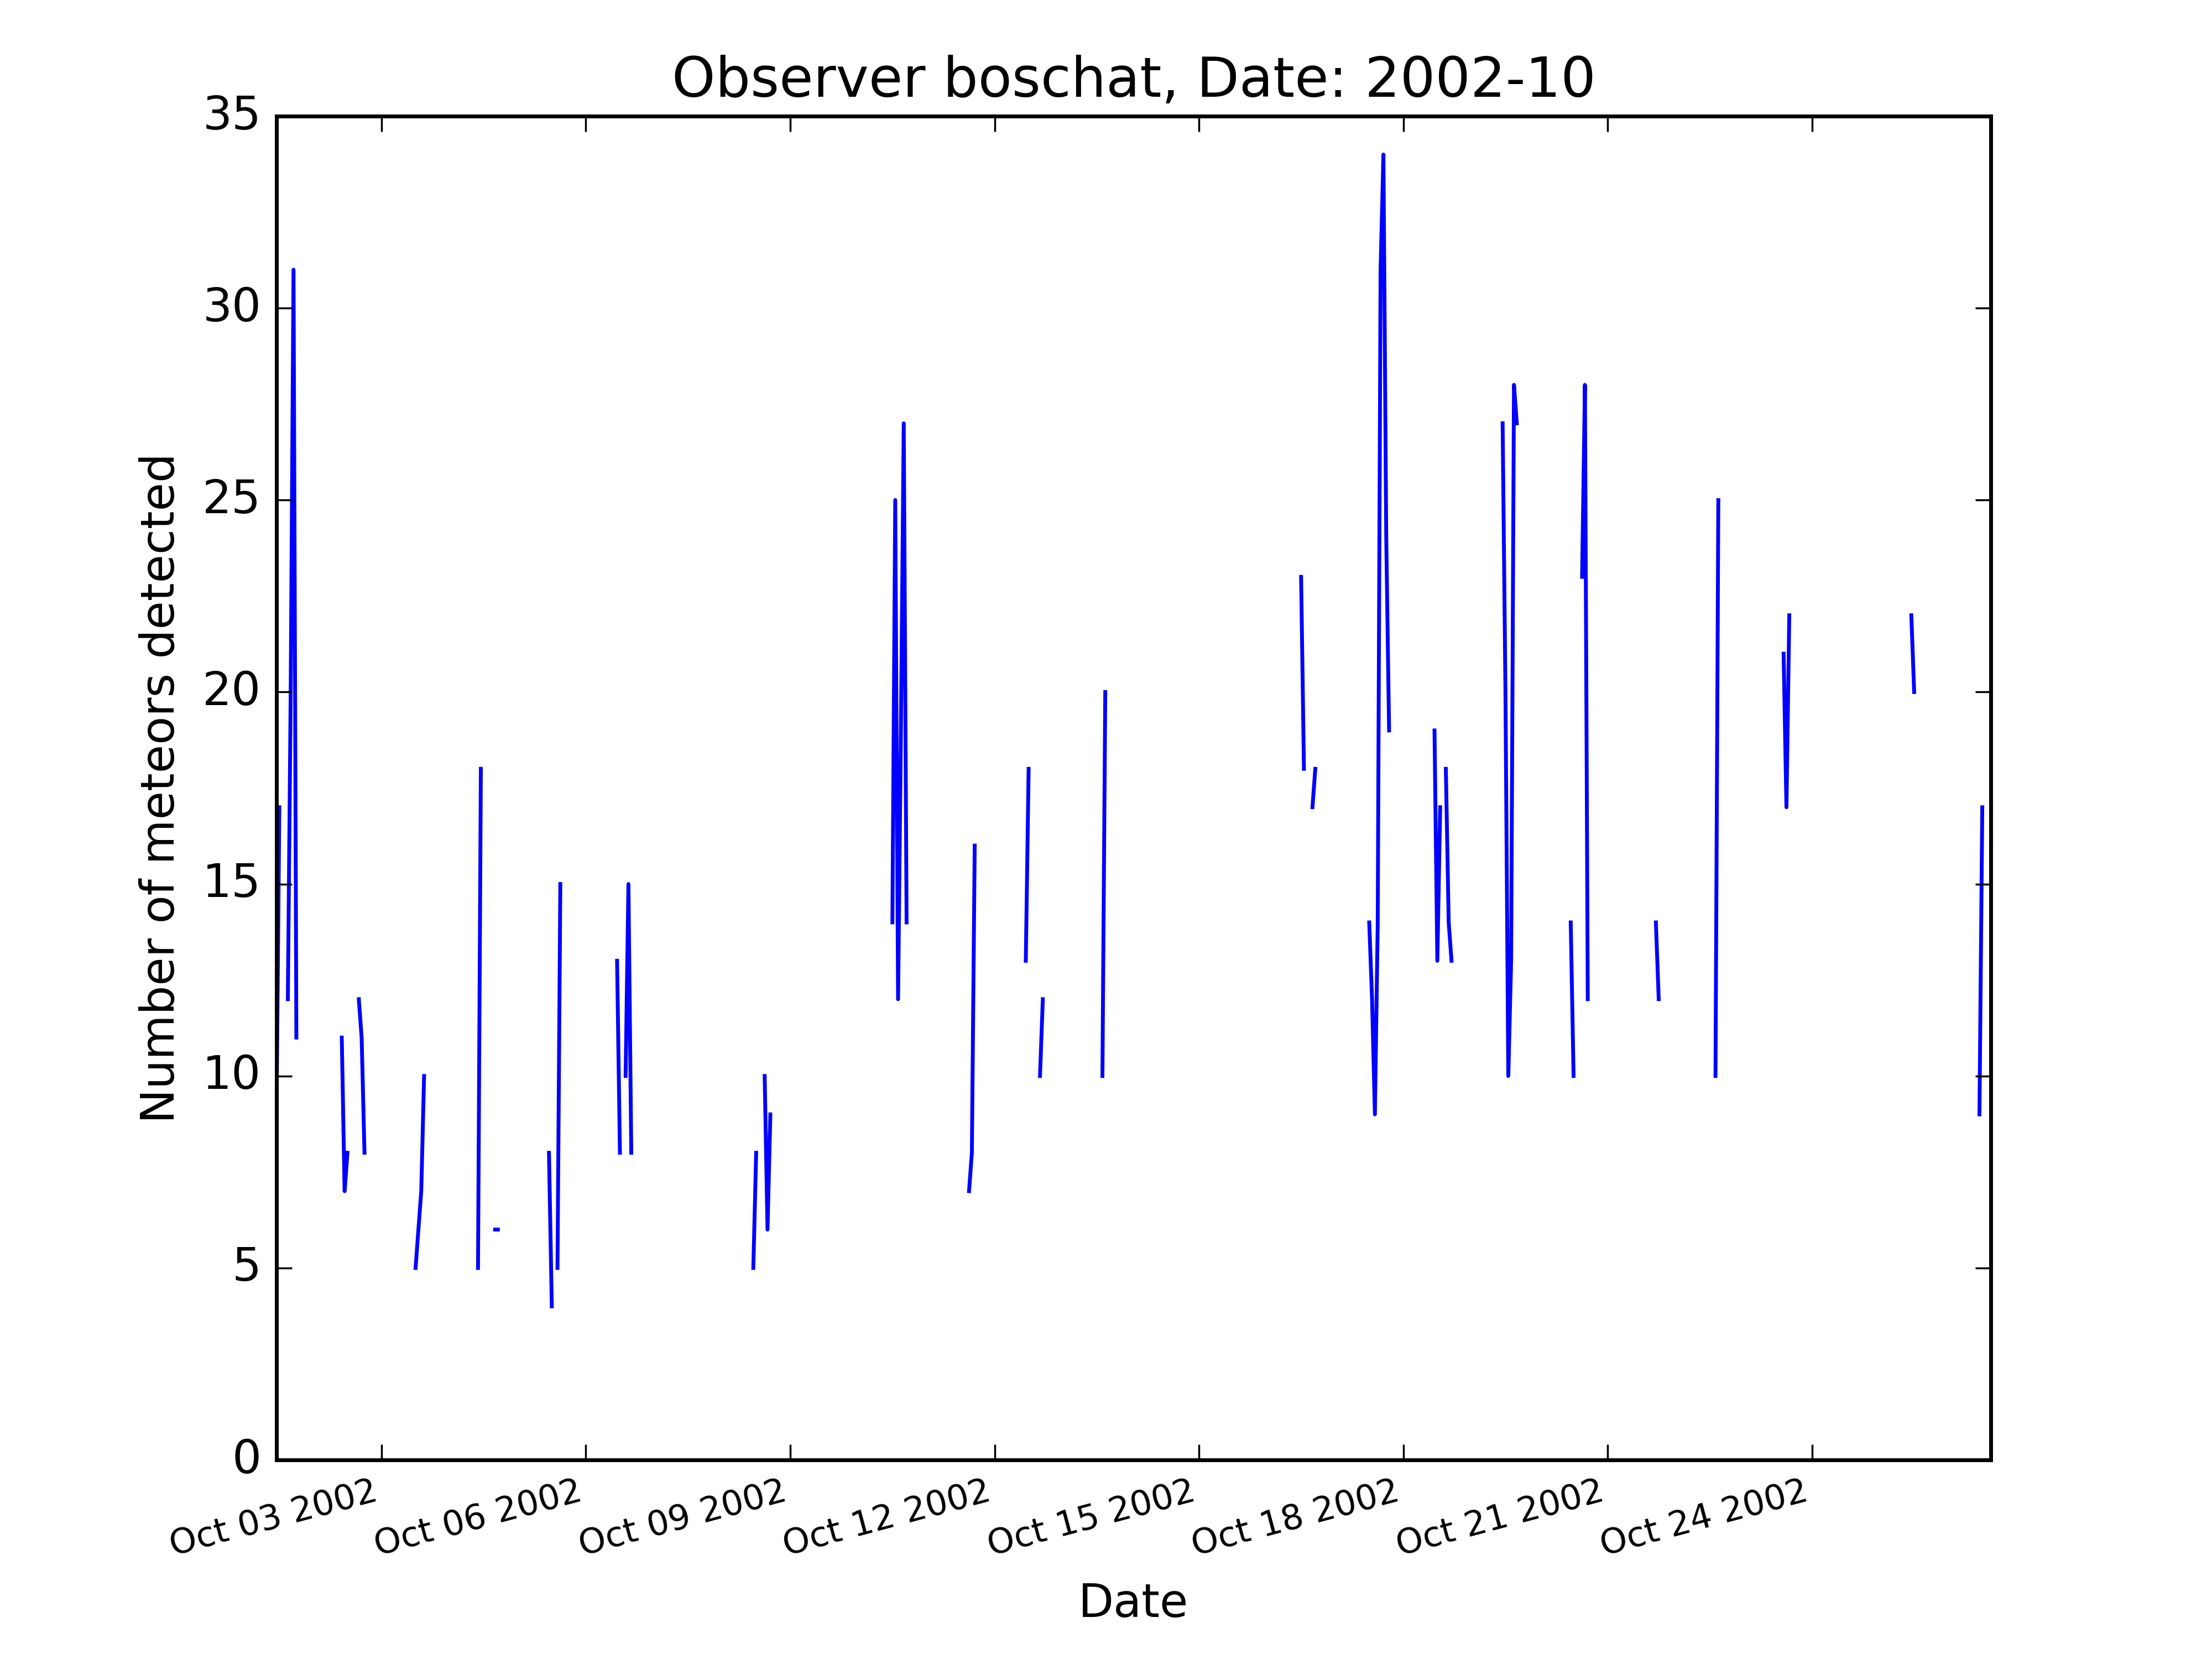 Observer boschat, Date: 2002-10
35
30
25
20
15
10
5
0
Number of meteors detected
Oct 03 2002
Oct 06 2002
Oct 09 2002
Oct 12 2002
Oct 15 2002
Oct 18 2002
Oct 21 2002
Oct 24 2002
Date